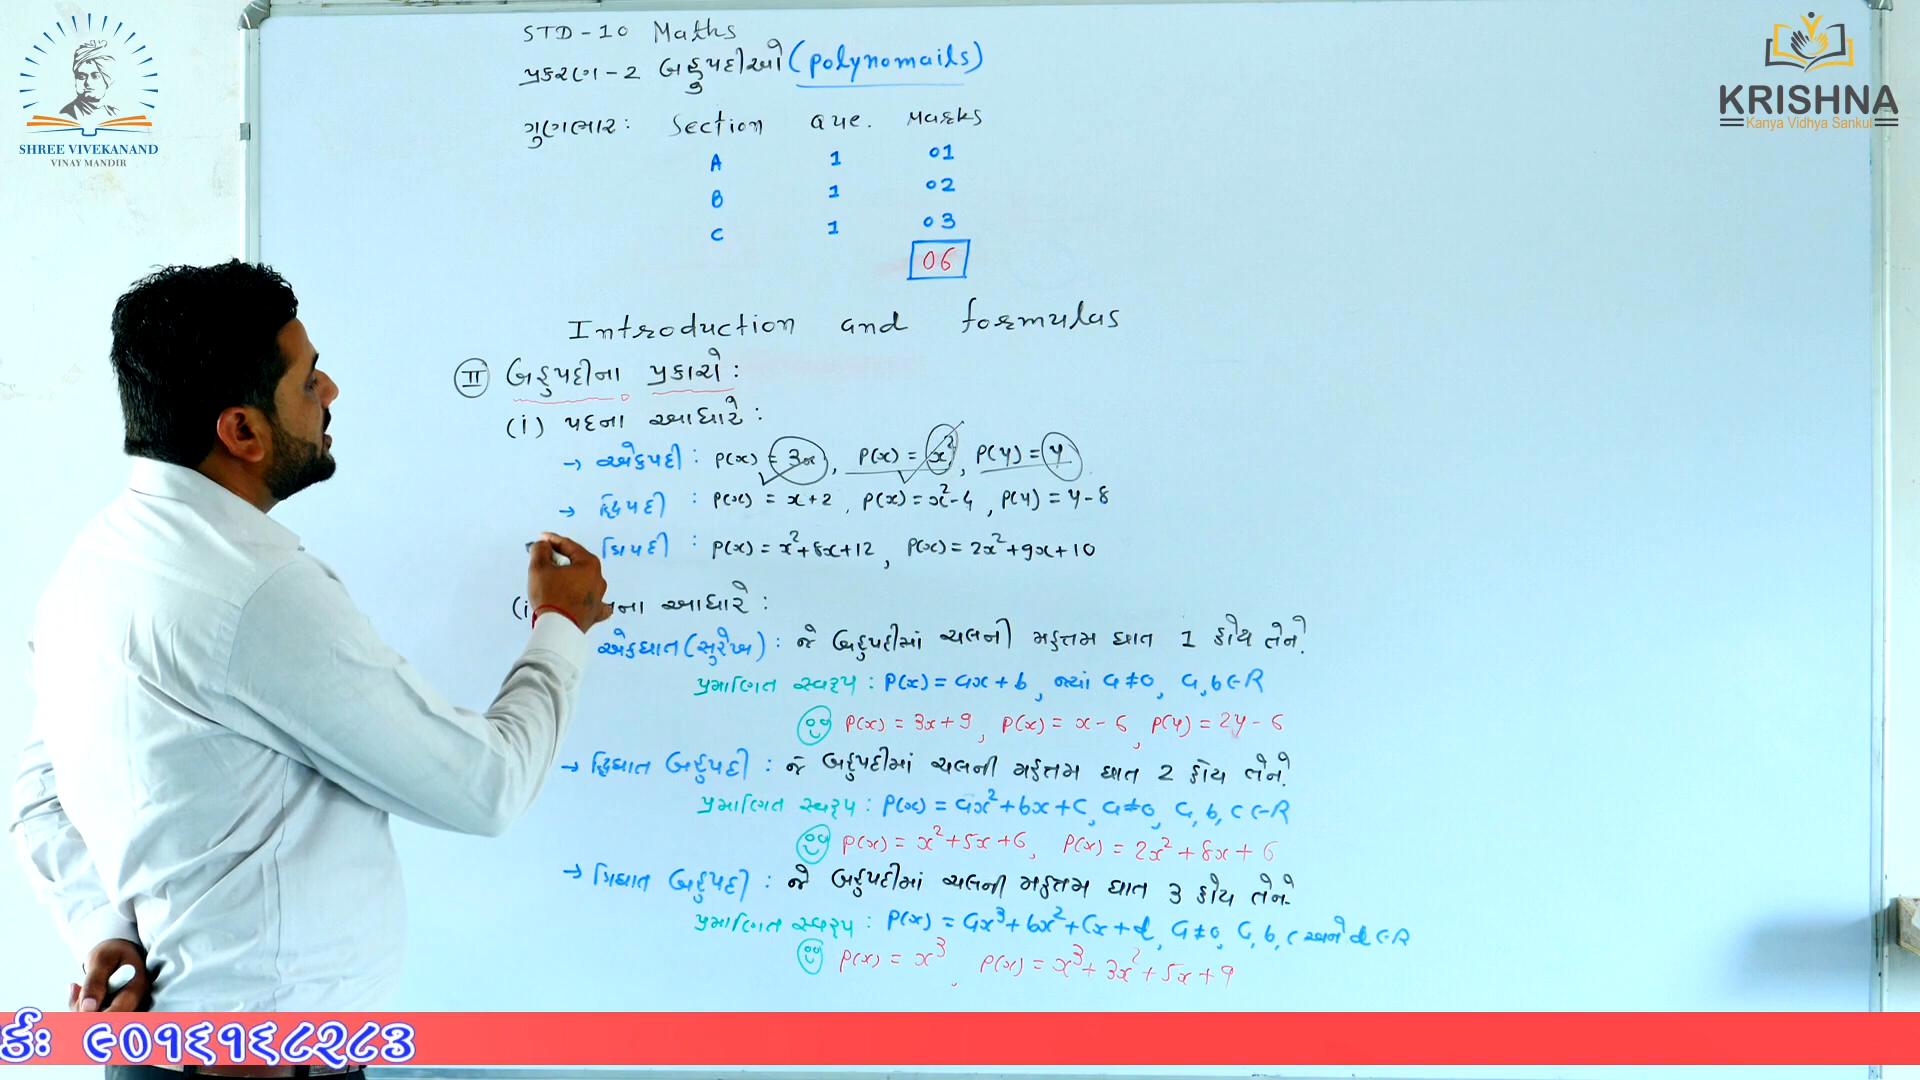 SHREE VIVEKANAND
VINAY MANDIR
KRISHNA
Kanya Vidhya Sankul
STD-10 Maths
પ્રકરણ-2 બહુપદીઓ (polynomails)
ગુણભાર: Section Que. Marks
A 1 01
B 1 02
C 1 03
06
Introduction and formulas
II બહુપદીના પ્રકારો:
(i) પદના આધારે:
→ એકપદી: P(x) = 3x, P(x) = x², P(y) = y
→ દ્વિપદી: P(x) = x+2, P(x) = x²-4, P(y) = y-8
ત્રિપદી: P(x) = x²+8x+12, P(x) = 2x²+9x+10
(i ના આધારે:
એકઘાત (સુરેખ): જે બહુપદીમાં ચલની મહત્તમ ઘાત 1 હોય તેને.
પ્રમાણિત સ્વરૂપ: P(x) = ax+b, જ્યાં a≠0, a,b∈R
P(x) = 3x+9, P(x) = x-6, P(y) = 2y-6
→ દ્વિઘાત બહુપદી: જે બહુપદીમાં ચલની મહત્તમ ઘાત 2 હોય તેને.
પ્રમાણિત સ્વરૂપ: P(x) = ax²+bx+c, a≠0, a,b,c∈R
P(x) = x²+5x+6, P(x) = 2x²+8x+6
→ ત્રિઘાત બહુપદી: જે બહુપદીમાં ચલની મહત્તમ ઘાત 3 હોય તેને
પ્રમાણિત સ્વરૂપ: P(x) = ax³+bx²+cx+d, a≠0, a,b,c અને d∈R
P(x) = x³, P(x) = x³+3x²+5x+9
ર્કઃ ૯૦૧૬૧૬૮૨૮૩